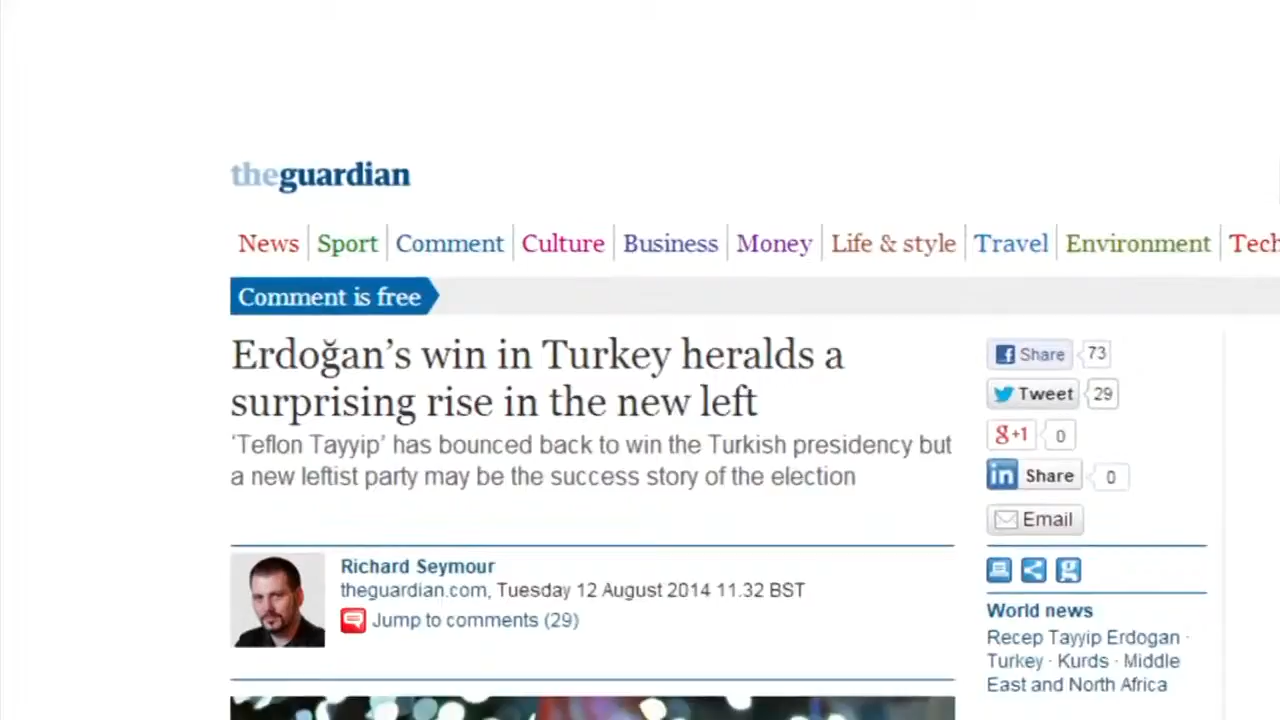 theguardian
News Sport Comment Culture Business Money Life & style Travel Environment Tech
Comment is free
Erdoğan’s win in Turkey heralds a
surprising rise in the new left
‘Teflon Tayyip’ has bounced back to win the Turkish presidency but
a new leftist party may be the success story of the election
Richard Seymour
theguardian.com, Tuesday 12 August 2014 11.32 BST
Jump to comments (29)
f Share 73
Tweet 29
g+1 0
in Share 0
Email
g
World news
Recep Tayyip Erdogan ·
Turkey · Kurds · Middle
East and North Africa